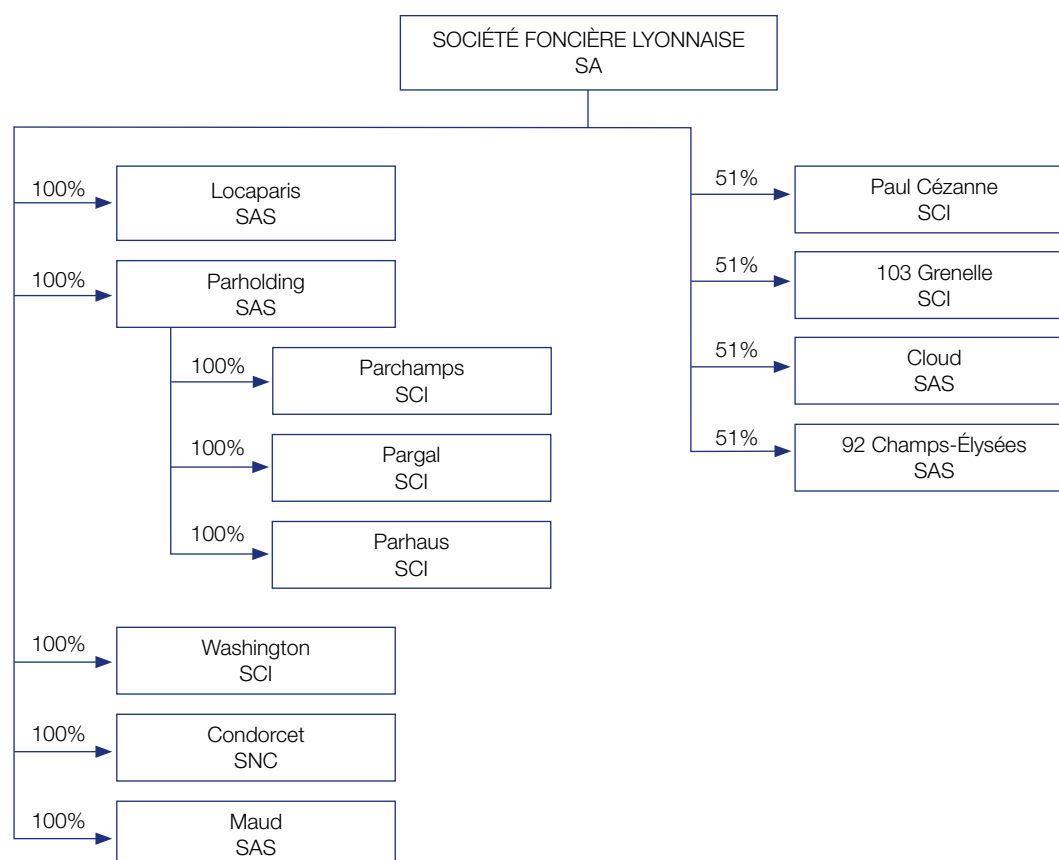 SOCIÉTÉ FONCIÈRE LYONNAISE
SA
100%
Locaparis
SAS
100%
Parholding
SAS
100%
Parchamps
SCI
100%
Pargal
SCI
100%
Parhaus
SCI
100%
Washington
SCI
100%
Condorcet
SNC
100%
Maud
SAS
51%
Paul Cézanne
SCI
51%
103 Grenelle
SCI
51%
Cloud
SAS
51%
92 Champs-Élysées
SAS